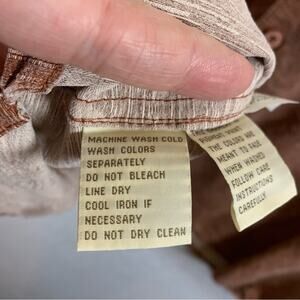 MACHINE WASH COLD
WASH COLORS
SEPARATELY
DO NOT BLEACH
LINE DRY
COOL IRON IF
NECESSARY
DO NOT DRY CLEAN
THE COLORS ARE
MEANT TO FADE
WHEN WASHED
FOLLOW CARE
INSTRUCTIONS
CAREFULLY.